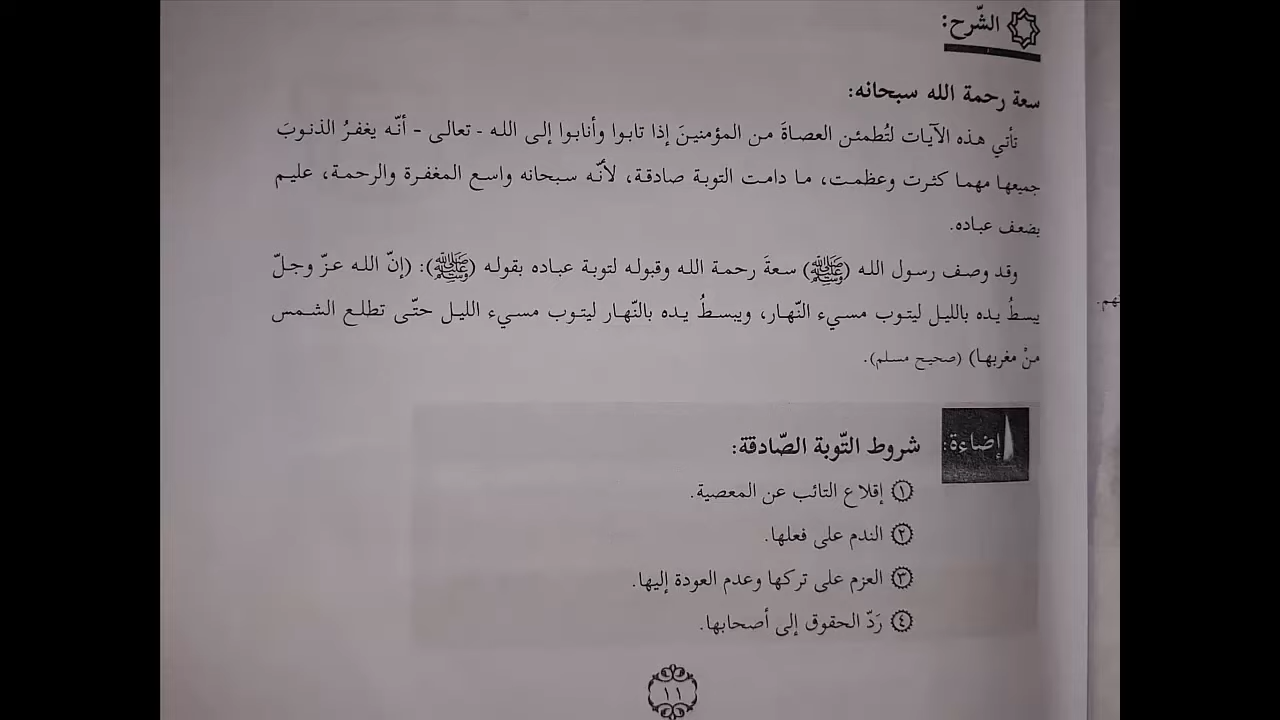 الشّرح:
سعة رحمة الله سبحانه:
تأتي هذه الآيات لتُطمئن العصاةَ من المؤمنينَ إذا تابوا وأنابوا إلى الله - تعالى - أنّه يغفرُ الذنوبَ
جميعها مهما كثرت وعظمت، ما دامت التوبة صادقة، لأنّه سبحانه واسع المغفرة والرحمة، عليم
بضعف عباده.
وقد وصف رسول الله (ﷺ) سعةَ رحمة الله وقبوله لتوبة عباده بقوله (ﷺ): (إنّ الله عزّ وجلّ
يبسطُ يده بالليل ليتوب مسيء النّهار، ويبسطُ يده بالنّهار ليتوب مسيء الليل حتّى تطلع الشمس
منْ مغربها) (صحيح مسلم).
إضاءة:
شروط التّوبة الصّادقة:
١ إقلاع التائب عن المعصية.
٢ الندم على فعلها.
٣ العزم على تركها وعدم العودة إليها.
٤ رَدّ الحقوق إلى أصحابها.
١١